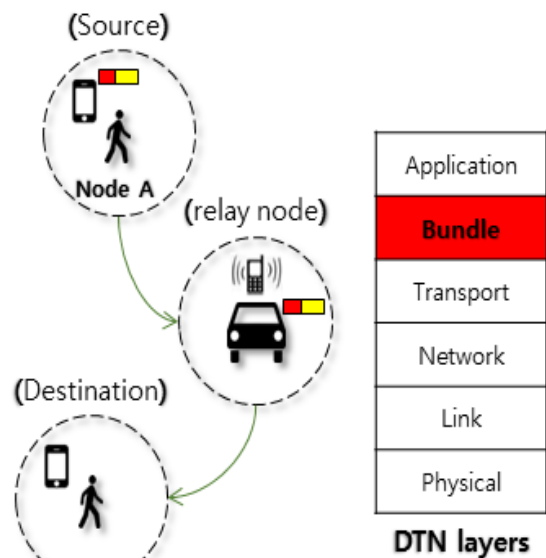 (Source)
Node A
(relay node)
(Destination)
Application
Bundle
Transport
Network
Link
Physical
DTN layers